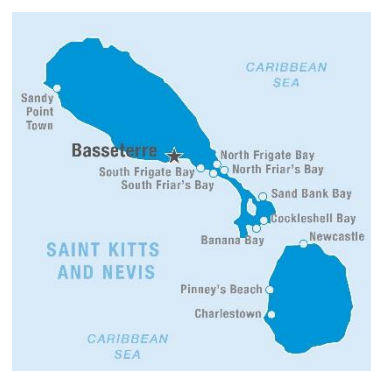 CARIBBEAN
SEA
Sandy
Point
Town
Basseterre
North Frigate Bay
South Frigate Bay
North Friar's Bay
South Friar's Bay
Sand Bank Bay
Cockleshell Bay
Banana Bay
Newcastle
SAINT KITTS
AND NEVIS
Pinney's Beach
Charlestown
CARIBBEAN
SEA